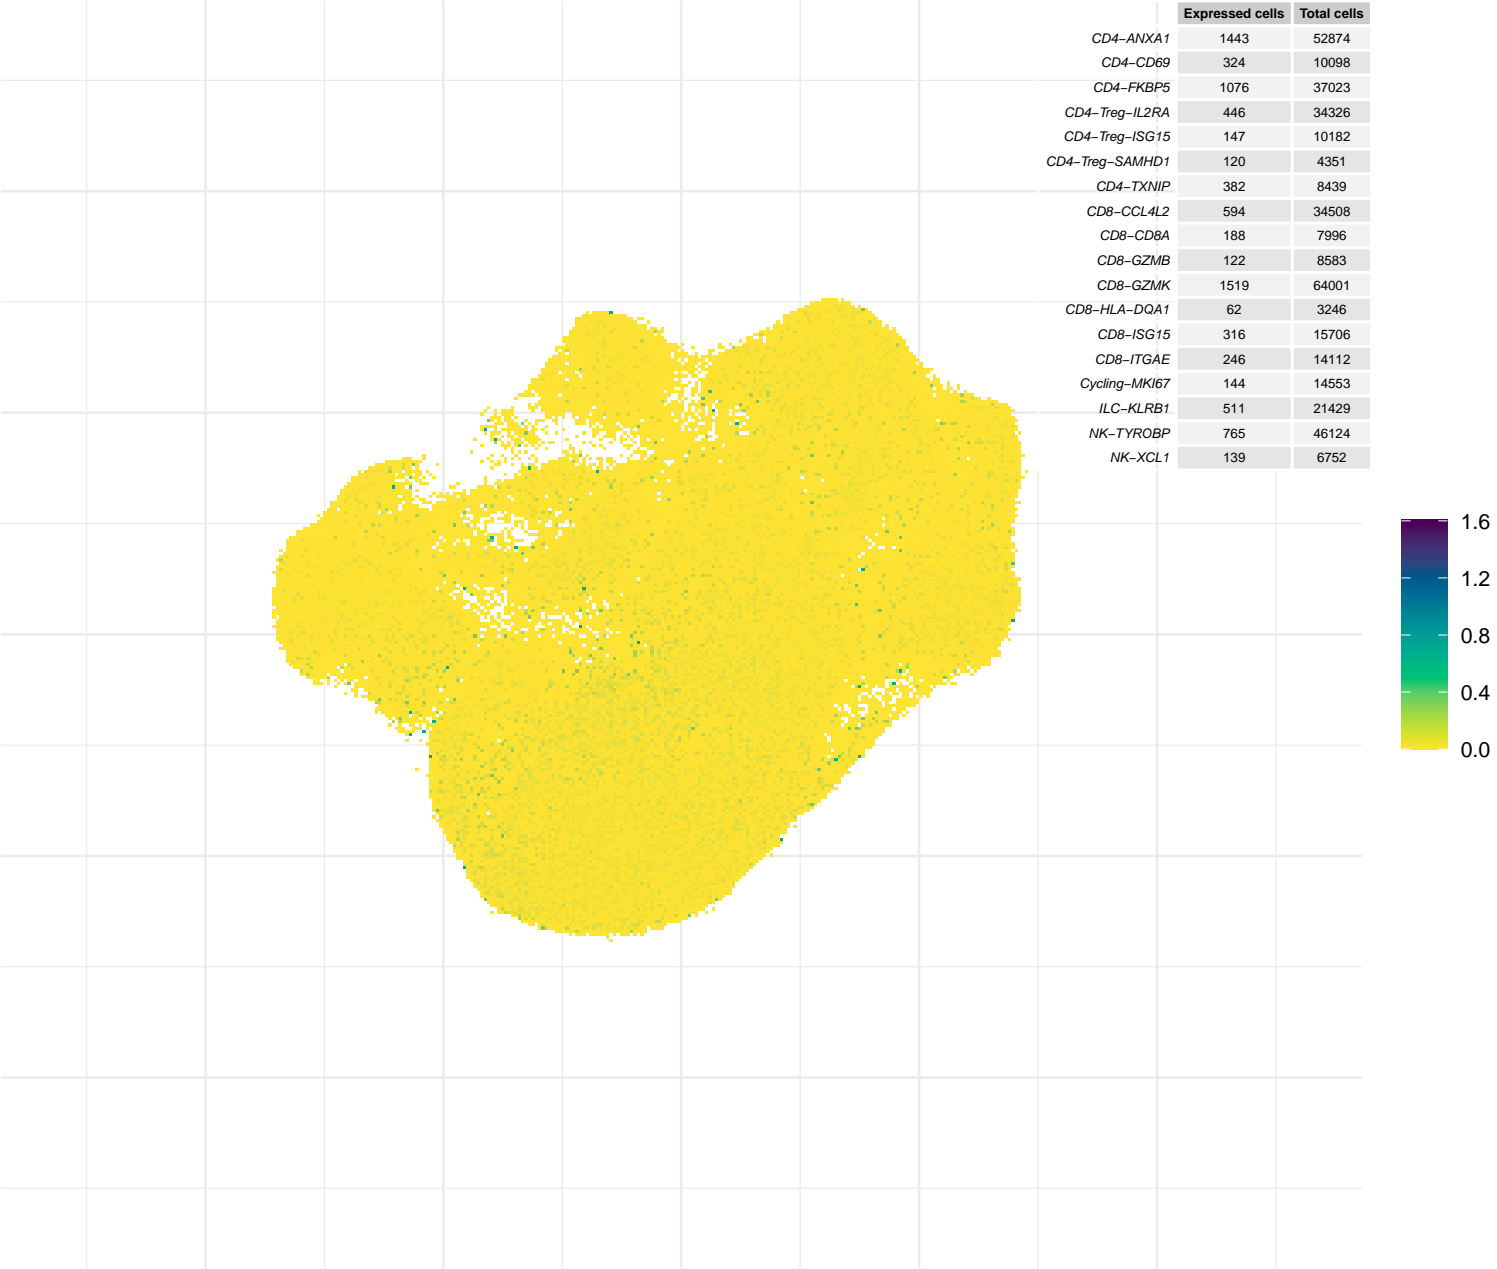 Expressed cells Total cells
CD4−ANXA1 1443 52874
CD4−CD69 324 10098
CD4−FKBP5 1076 37023
CD4−Treg−IL2RA 446 34326
CD4−Treg−ISG15 147 10182
CD4−Treg−SAMHD1 120 4351
CD4−TXNIP 382 8439
CD8−CCL4L2 594 34508
CD8−CD8A 188 7996
CD8−GZMB 122 8583
CD8−GZMK 1519 64001
CD8−HLA−DQA1 62 3246
CD8−ISG15 316 15706
CD8−ITGAE 246 14112
Cycling−MKI67 144 14553
ILC−KLRB1 511 21429
NK−TYROBP 765 46124
NK−XCL1 139 6752
1.6
1.2
0.8
0.4
0.0